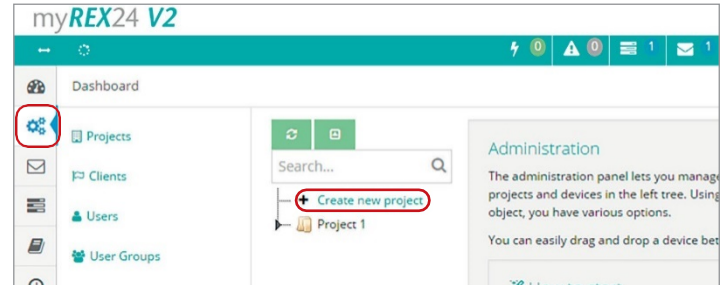 myREX24 V2
0 0 1 1
Dashboard
Projects
Clients
Users
User Groups
Search...
Create new project
Project 1
Administration
The administration panel lets you manage
projects and devices in the left tree. Using
object, you have various options.
You can easily drag and drop a device bet